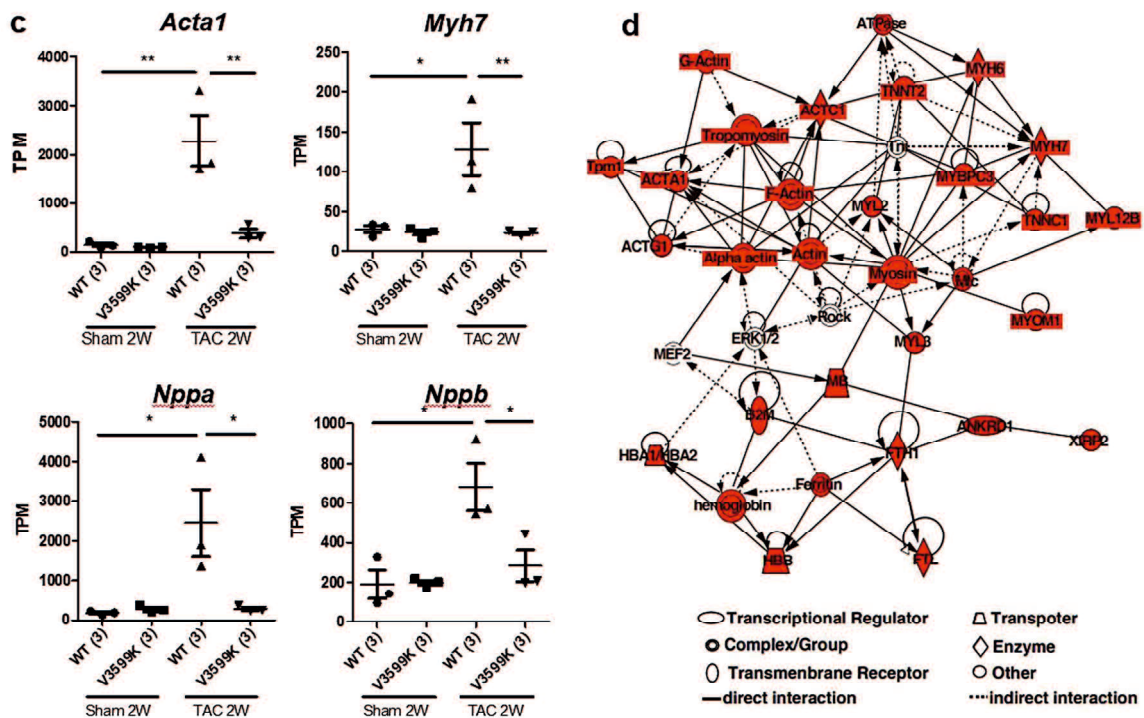 c
Acta1
TPM
4000
3000
2000
1000
0
**
**
WT (3)
V3599K (3)
WT (3)
V3599K (3)
Sham 2W
TAC 2W
Myh7
TPM
250
200
150
100
50
0
*
**
WT (3)
V3599K (3)
WT (3)
V3599K (3)
Sham 2W
TAC 2W
Nppa
TPM
5000
4000
3000
2000
1000
0
*
*
WT (3)
V3599K (3)
WT (3)
V3599K (3)
Sham 2W
TAC 2W
Nppb
TPM
1000
800
600
400
200
0
*
*
WT (3)
V3599K (3)
WT (3)
V3599K (3)
Sham 2W
TAC 2W
d
ATPase
G-Actin
MYH6
TNNT2
ACTC1
Tropomyosin
Tn
MYH7
Tpm1
ACTA1
F-Actin
MYBPC3
MYL2
TNNC1
MYL12B
ACTG1
Alpha actin
Actin
Myosin
Mlc
Rock
MYOM1
ERK1/2
MEF2
MYL3
MB
B2M
ANKRD1
XIRP2
HBA1/HBA2
FTH1
Ferritin
hemoglobin
HBB
FTL
Transcriptional Regulator
Transpoter
Complex/Group
Enzyme
Transmembrane Receptor
Other
direct interaction
indirect interaction